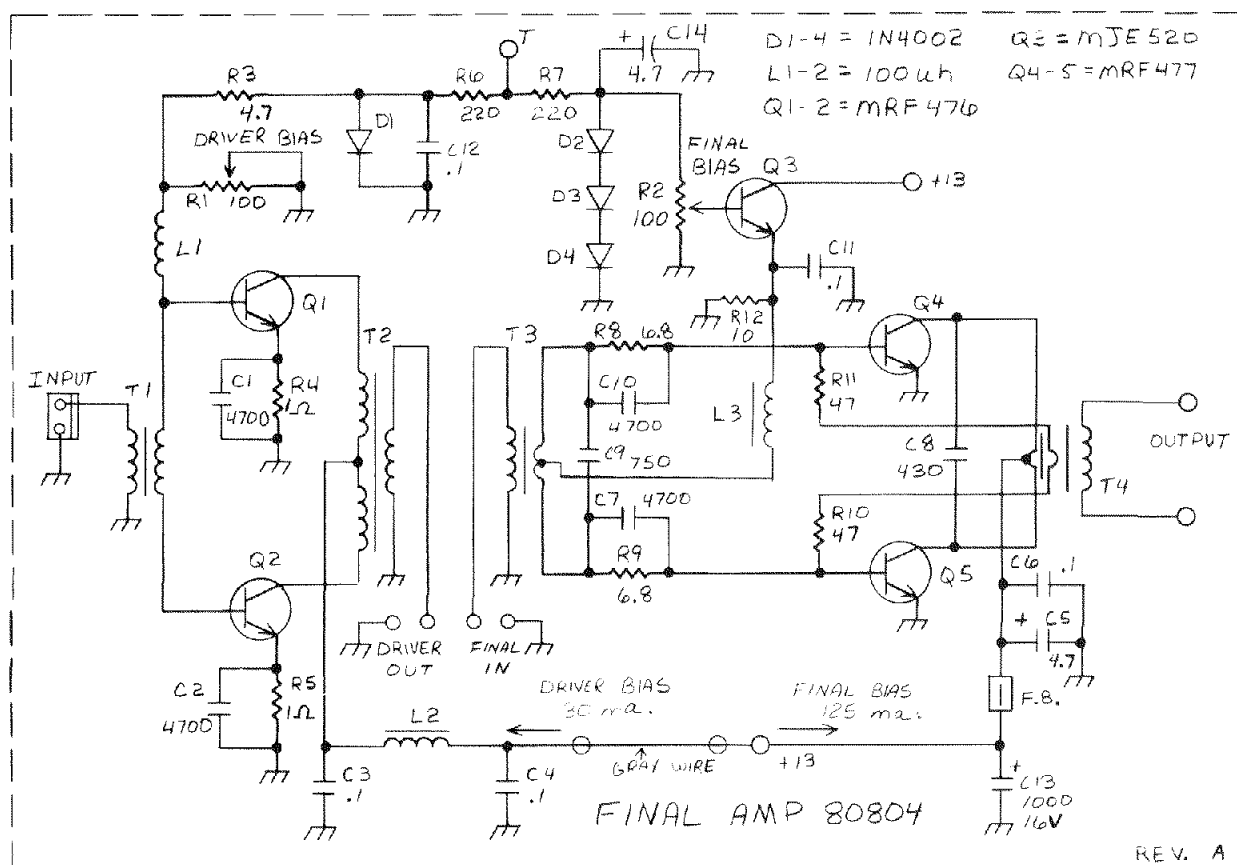 D1-4 = 1N4002
L1-2 = 100uh
Q1-2 = MRF476
Q3 = MJE520
Q4-5 = MRF477
T
+ C14
4.7
R3
4.7
R6
220
R7
220
D1
C12
.1
DRIVER BIAS
R1 100
L1
D2
D3
D4
R2
100
FINAL
BIAS
Q3
+13
C11
.1
R12
10
Q1
C1
4700
R4
1Ω
INPUT
T1
T2
T3
R8 6.8
C10
4700
C9
750
C7 4700
R9
6.8
L3
Q4
R11
47
C8
430
R10
47
Q5
T4
OUTPUT
Q2
C2
4700
R5
1Ω
DRIVER
OUT
FINAL
IN
C6 .1
+ C5
4.7
F.B.
L2
DRIVER BIAS
30 ma.
FINAL BIAS
125 ma.
GRAY WIRE
+13
C3
.1
C4
.1
+
C13
1000
16V
FINAL AMP 80804
REV. A